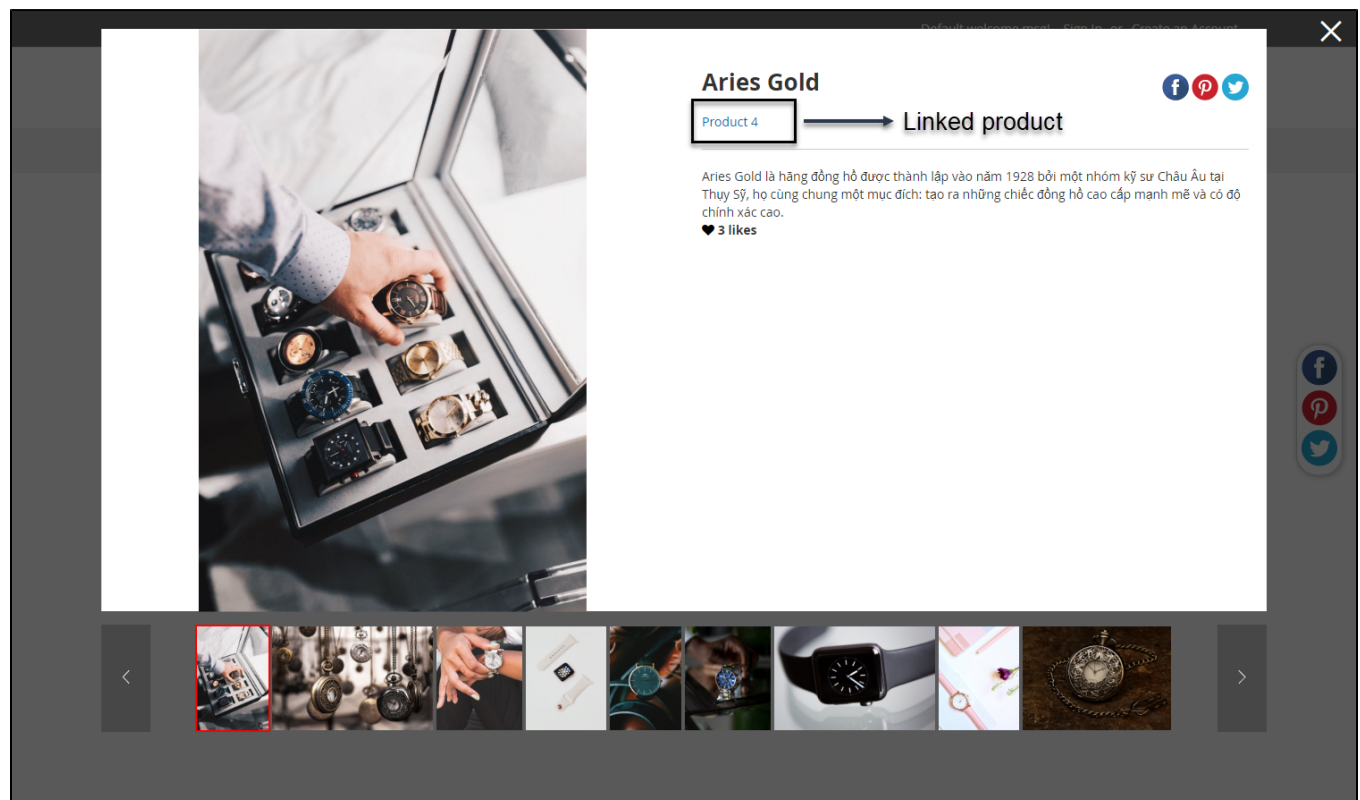 Default welcome msg! Sign In or Create an Account
Aries Gold
Product 4
Linked product
Aries Gold là hãng đồng hồ được thành lập vào năm 1928 bởi một nhóm kỹ sư Châu Âu tại
Thụy Sỹ, họ cùng chung một mục đích: tạo ra những chiếc đồng hồ cao cấp mạnh mẽ và có độ
chính xác cao.
3 likes